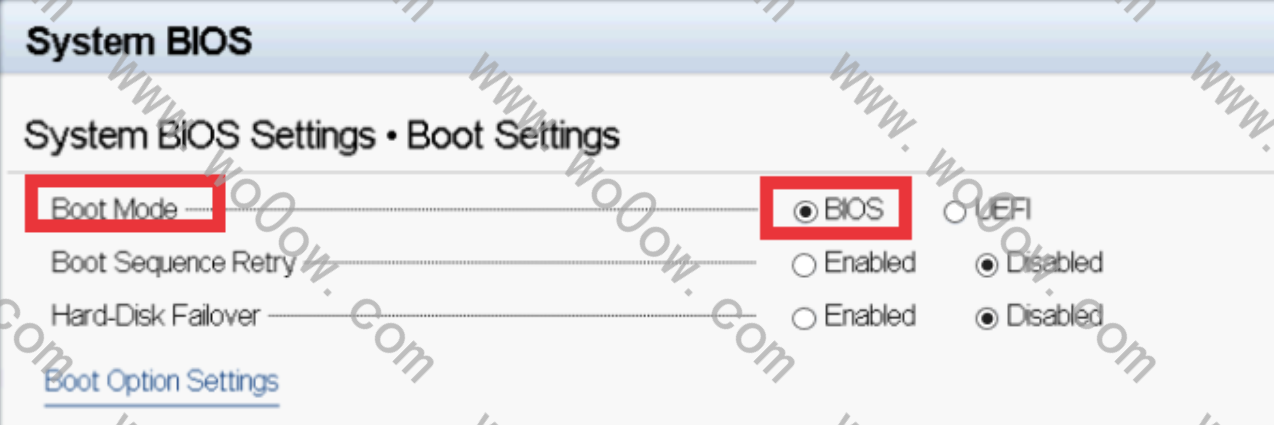 System BIOS
System BIOS Settings • Boot Settings
Boot Mode BIOS UEFI
Boot Sequence Retry Enabled Disabled
Hard-Disk Failover Enabled Disabled
Boot Option Settings
www.wo0ow.com
www.wo0ow.com
www.wo0ow.com